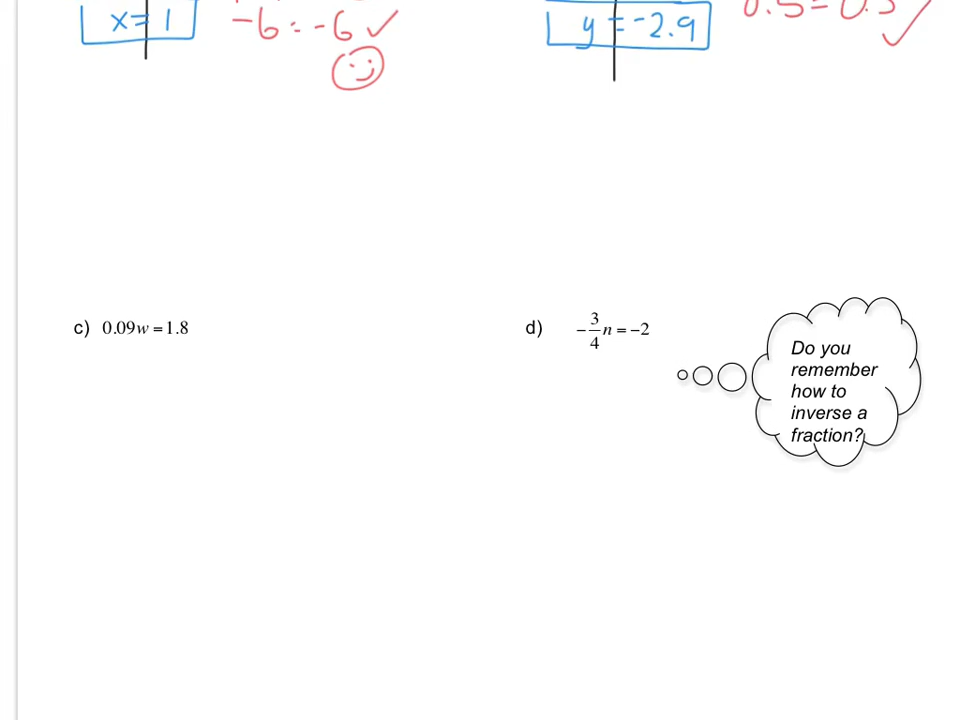 x = 1
-6 = -6 ✓
y = -2.9
0.5 = 0.5 ✓
c) 0.09w = 1.8
d) -3/4 n = -2
Do you
remember
how to
inverse a
fraction?